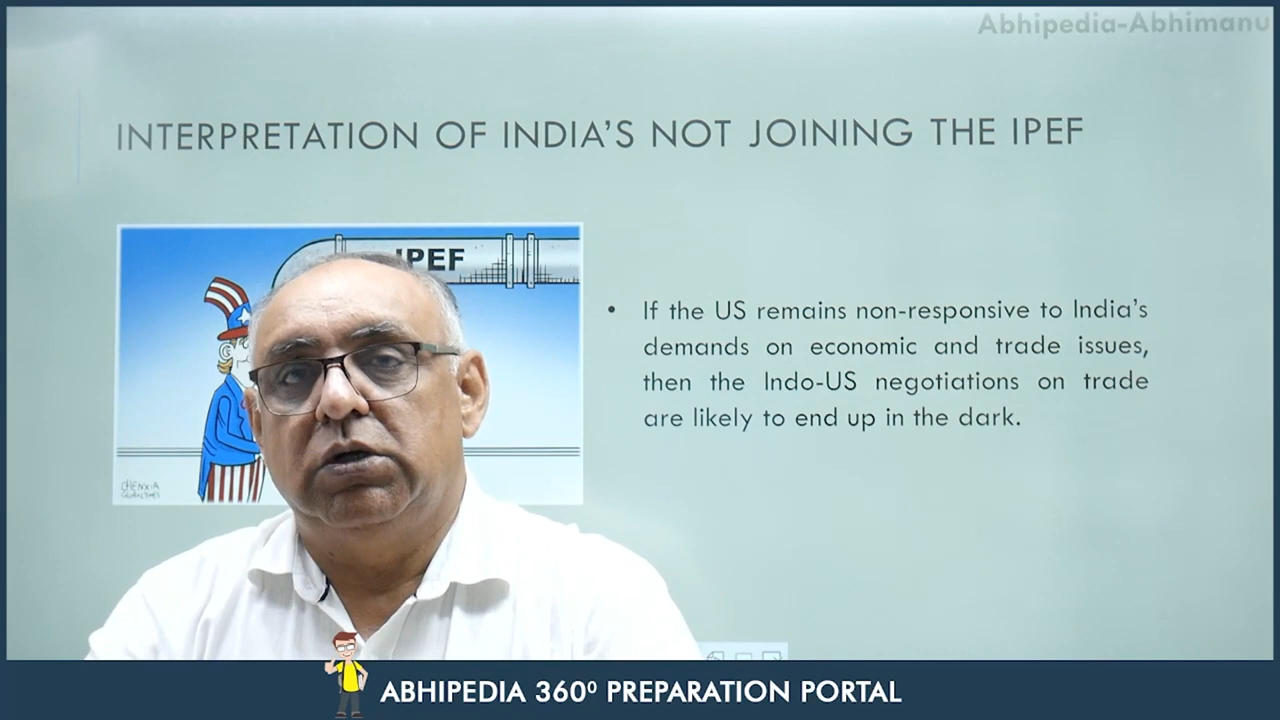 Abhipedia-Abhimanu
INTERPRETATION OF INDIA'S NOT JOINING THE IPEF
IPEF
• If the US remains non-responsive to India's
demands on economic and trade issues,
then the Indo-US negotiations on trade
are likely to end up in the dark.
ABHIPEDIA 360⁰ PREPARATION PORTAL